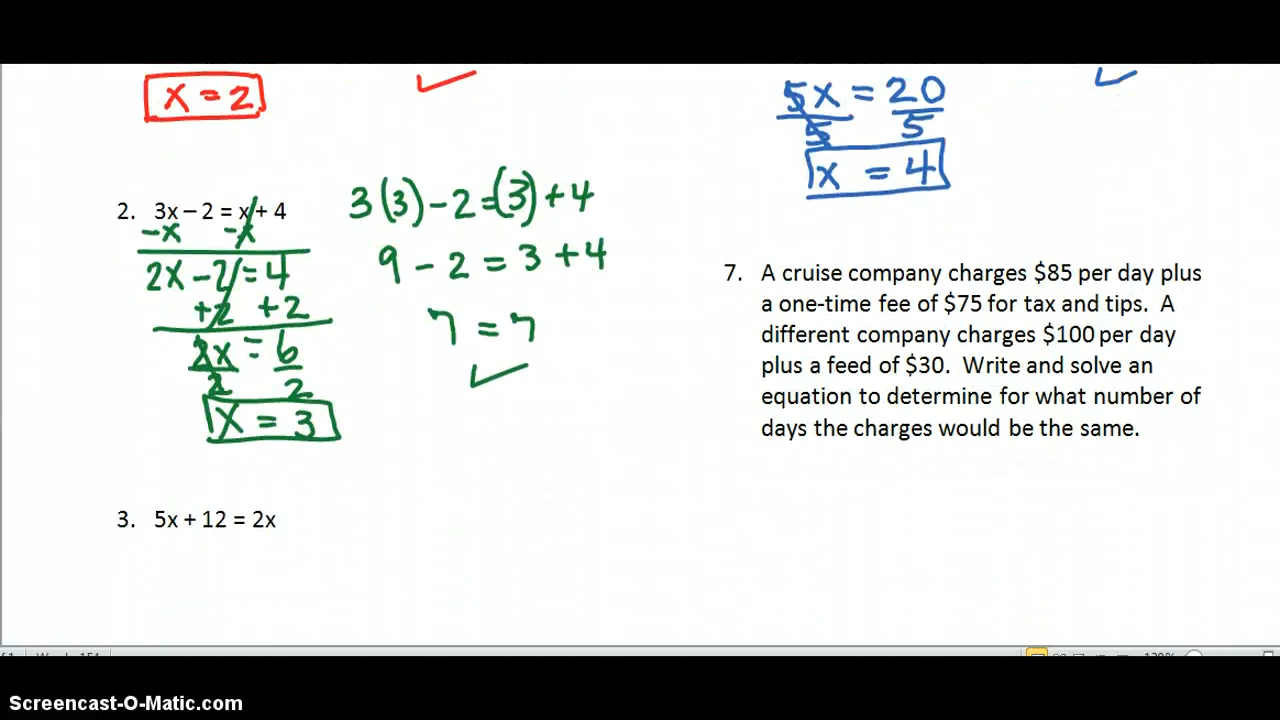 x = 2
5x = 20
5 5
x = 4
2. 3x – 2 = x + 4
-x -x
2x - 2 = 4
+2 +2
2x = 6
2 2
x = 3
3(3) - 2 = (3) + 4
9 - 2 = 3 + 4
7 = 7
3. 5x + 12 = 2x
7. A cruise company charges $85 per day plus
a one-time fee of $75 for tax and tips. A
different company charges $100 per day
plus a feed of $30. Write and solve an
equation to determine for what number of
days the charges would be the same.
Screencast-O-Matic.com